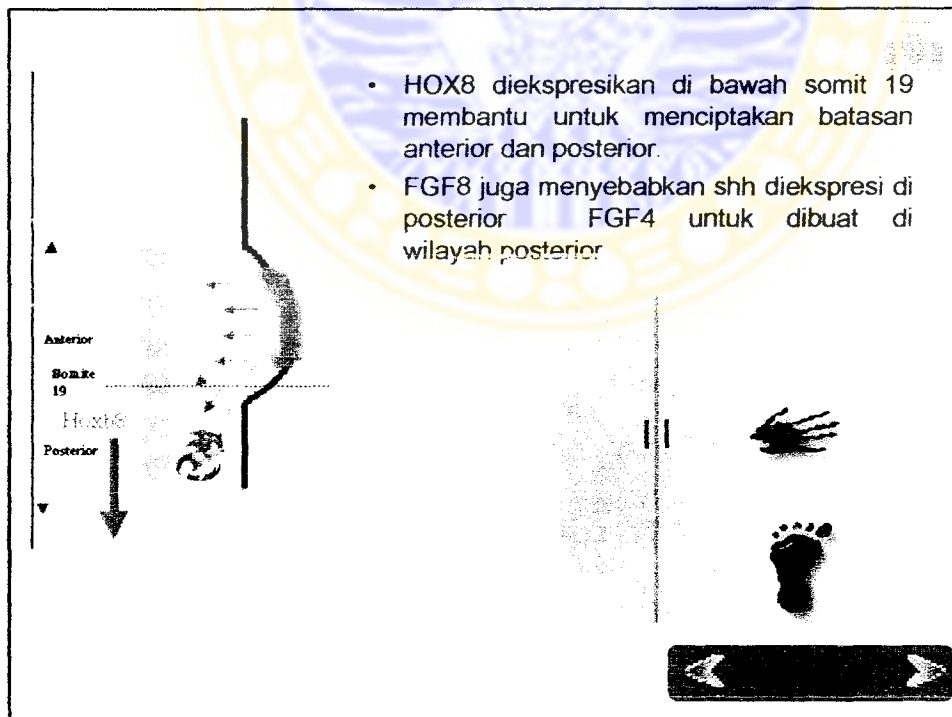 • HOX8 diekspresikan di bawah somit 19
membantu untuk menciptakan batasan
anterior dan posterior.
• FGF8 juga menyebabkan shh diekspresi di
posterior FGF4 untuk dibuat di
wilayah posterior
Anterior
Somite
19
Hoxb8
Posterior